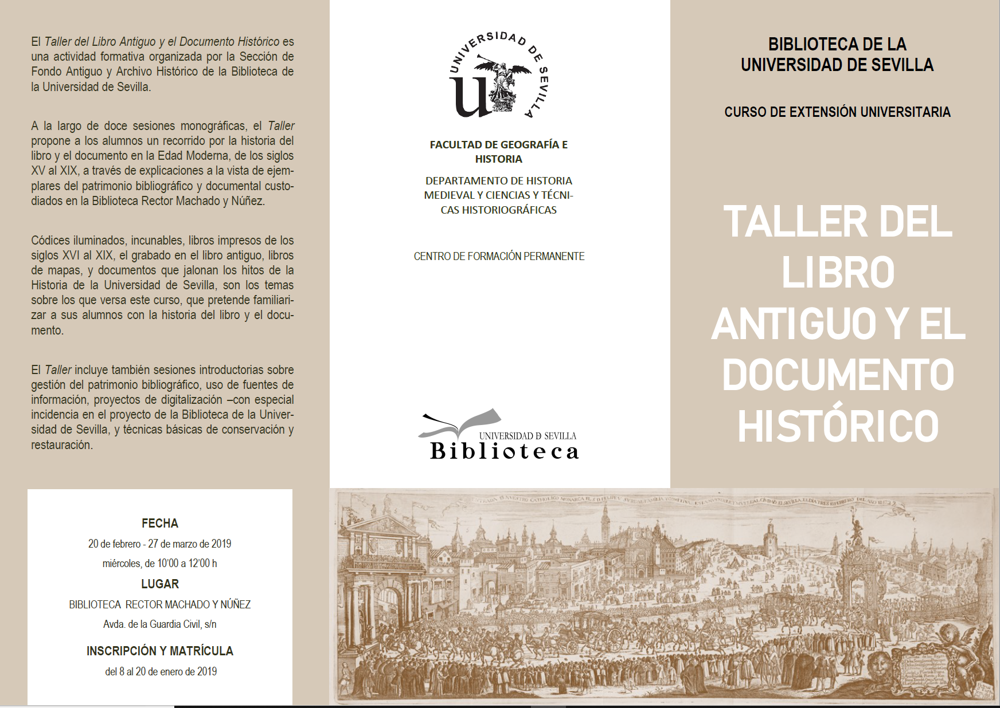 El Taller del Libro Antiguo y el Documento Histórico es
una actividad formativa organizada por la Sección de
Fondo Antiguo y Archivo Histórico de la Biblioteca de
la Universidad de Sevilla.
A la largo de doce sesiones monográficas, el Taller
propone a los alumnos un recorrido por la historia del
libro y el documento en la Edad Moderna, de los siglos
XV al XIX, a través de explicaciones a la vista de ejem-
plares del patrimonio bibliográfico y documental custo-
diados en la Biblioteca Rector Machado y Núñez.
Códices iluminados, incunables, libros impresos de los
siglos XVI al XIX, el grabado en el libro antiguo, libros
de mapas, y documentos que jalonan los hitos de la
Historia de la Universidad de Sevilla, son los temas
sobre los que versa este curso, que pretende familiari-
zar a sus alumnos con la historia del libro y el docu-
mento.
El Taller incluye también sesiones introductorias sobre
gestión del patrimonio bibliográfico, uso de fuentes de
información, proyectos de digitalización –con especial
incidencia en el proyecto de la Biblioteca de la Univer-
sidad de Sevilla, y técnicas básicas de conservación y
restauración.
FECHA
20 de febrero - 27 de marzo de 2019
miércoles, de 10'00 a 12'00 h
LUGAR
BIBLIOTECA RECTOR MACHADO Y NÚÑEZ
Avda. de la Guardia Civil, s/n
INSCRIPCIÓN Y MATRÍCULA
del 8 al 20 de enero de 2019
UNIVERSIDAD DE SEVILLA
u
FACULTAD DE GEOGRAFÍA E
HISTORIA
DEPARTAMENTO DE HISTORIA
MEDIEVAL Y CIENCIAS Y TÉCNI-
CAS HISTORIOGRÁFICAS
CENTRO DE FORMACIÓN PERMANENTE
UNIVERSIDAD DE SEVILLA
Biblioteca
BIBLIOTECA DE LA
UNIVERSIDAD DE SEVILLA
CURSO DE EXTENSIÓN UNIVERSITARIA
TALLER DEL
LIBRO
ANTIGUO Y EL
DOCUMENTO
HISTÓRICO